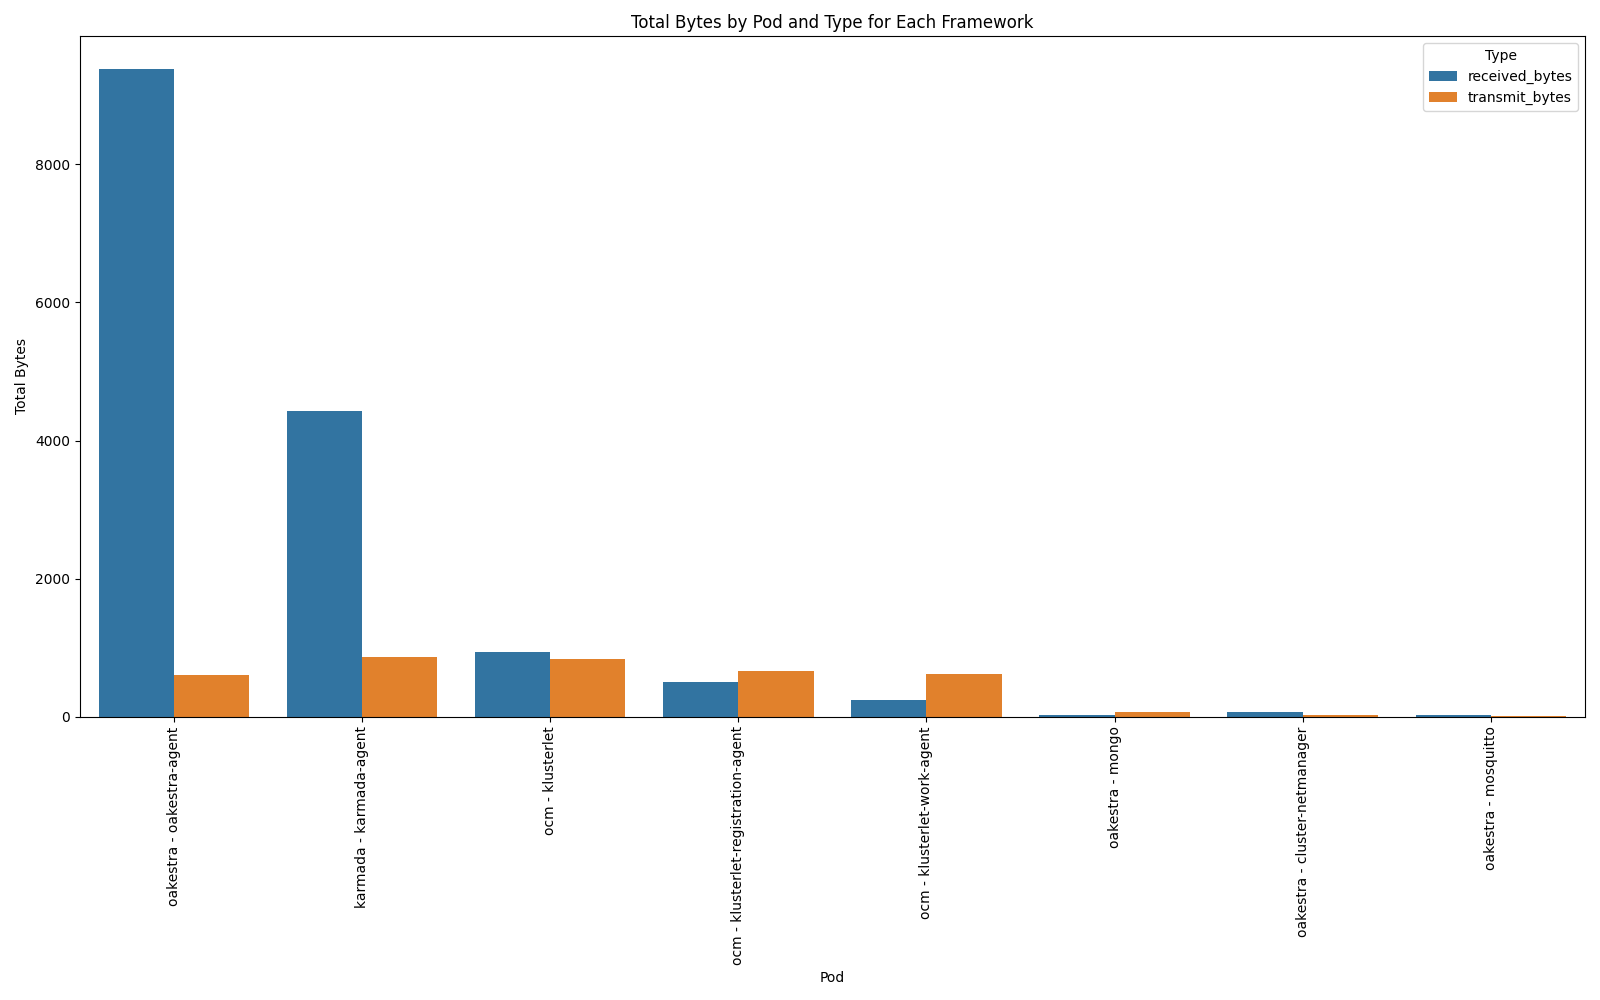 Total Bytes by Pod and Type for Each Framework
Type
received_bytes
transmit_bytes
Total Bytes
8000
6000
4000
2000
0
oakestra - oakestra-agent
karmada - karmada-agent
ocm - klusterlet
ocm - klusterlet-registration-agent
ocm - klusterlet-work-agent
oakestra - mongo
oakestra - cluster-netmanager
oakestra - mosquitto
Pod